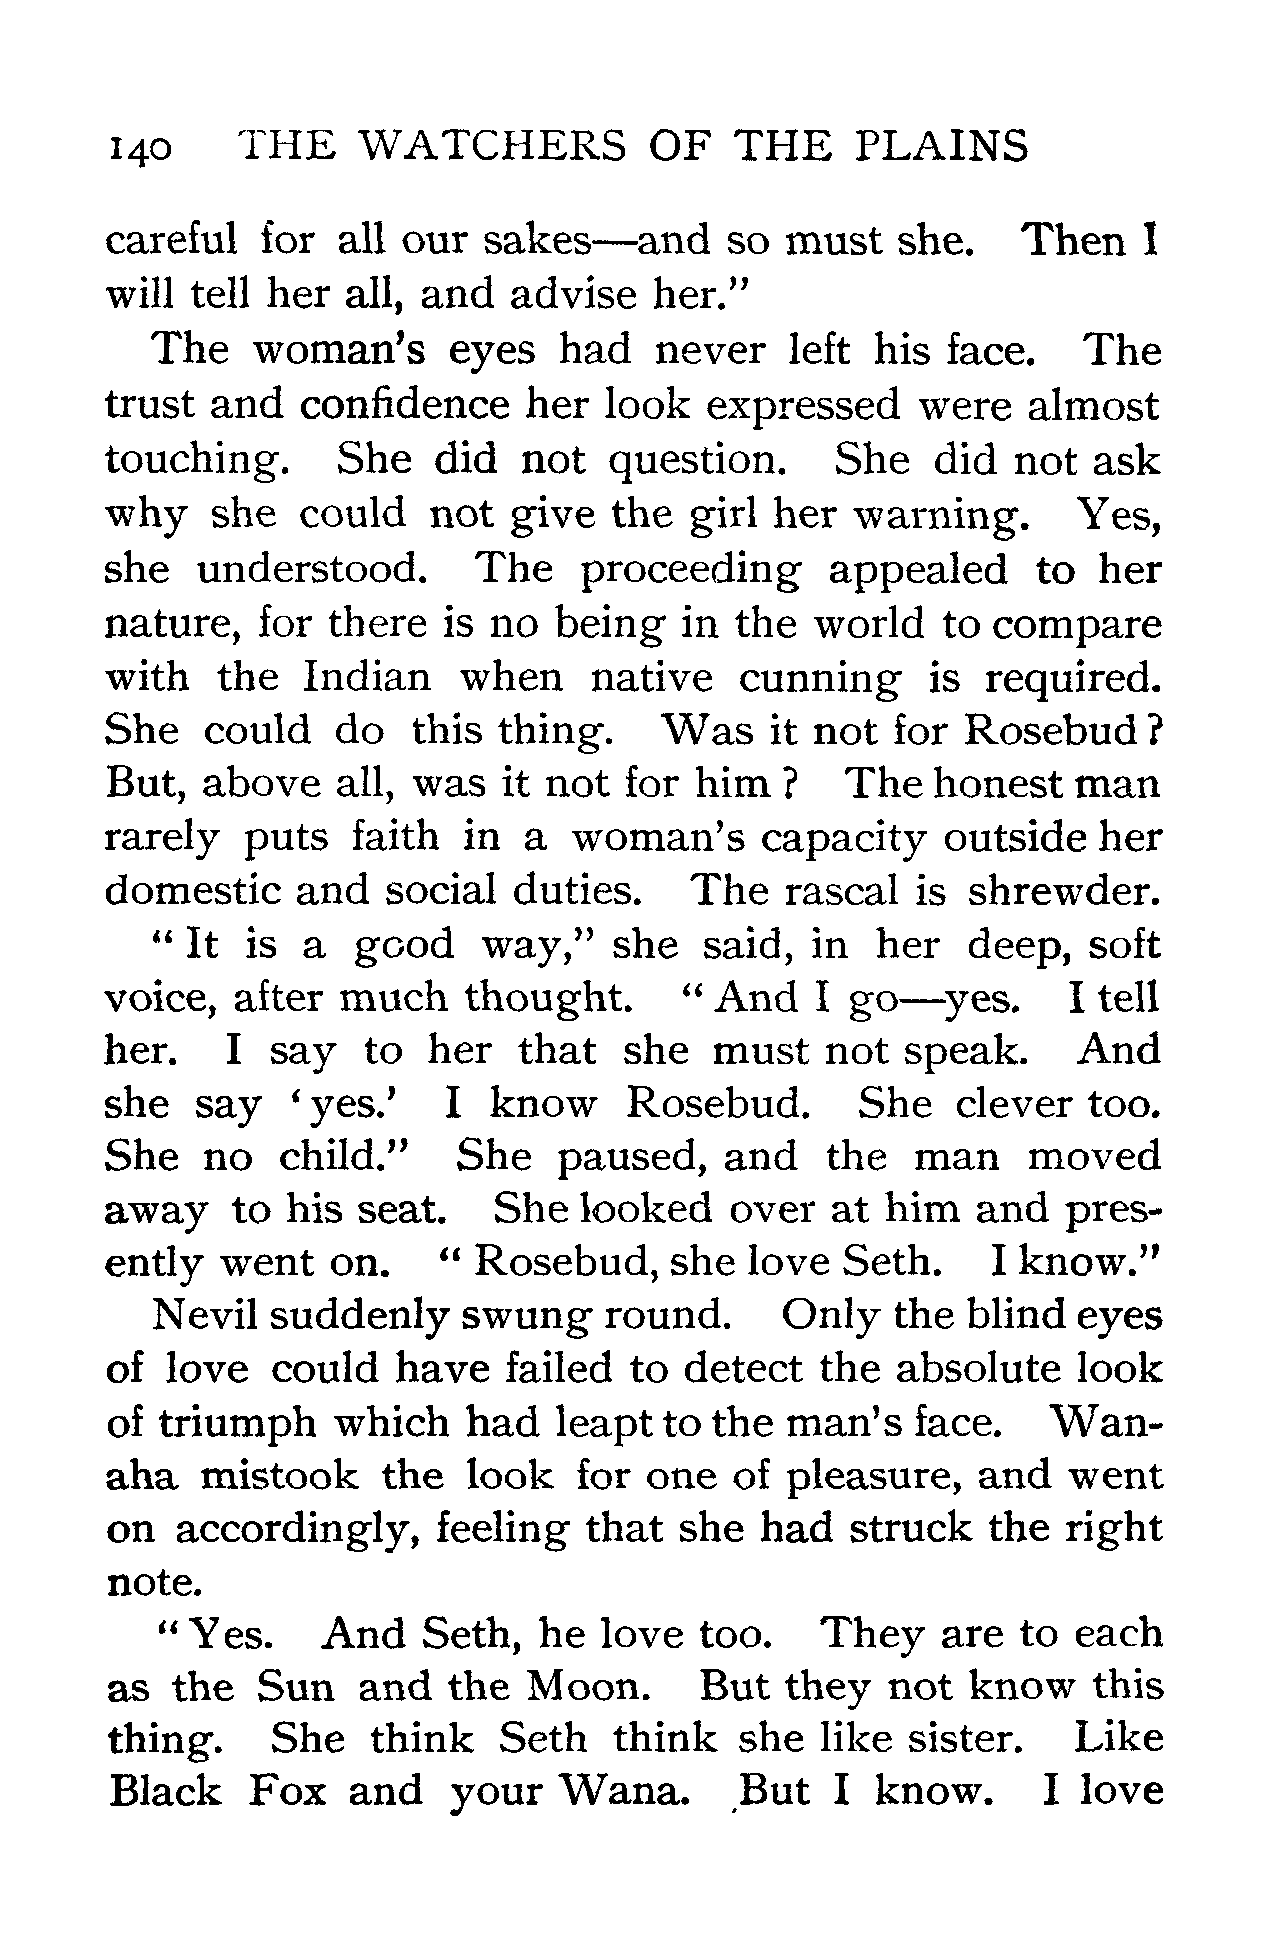 140 THE WATCHERS OF THE PLAINS
careful for all our sakes—and so must she. Then I
will tell her all, and advise her.”
The woman’s eyes had never left his face. The
trust and confidence her look expressed were almost
touching. She did not question. She did not ask
why she could not give the girl her warning. Yes,
she understood. The proceeding appealed to her
nature, for there is no being in the world to compare
with the Indian when native cunning is required.
She could do this thing. Was it not for Rosebud?
But, above all, was it not for him? The honest man
rarely puts faith in a woman’s capacity outside her
domestic and social duties. The rascal is shrewder.
“It is a good way,” she said, in her deep, soft
voice, after much thought. “And I go—yes. I tell
her. I say to her that she must not speak. And
she say ‘yes.’ I know Rosebud. She clever too.
She no child.” She paused, and the man moved
away to his seat. She looked over at him and pres-
ently went on. “Rosebud, she love Seth. I know.”
Nevil suddenly swung round. Only the blind eyes
of love could have failed to detect the absolute look
of triumph which had leapt to the man’s face. Wan-
aha mistook the look for one of pleasure, and went
on accordingly, feeling that she had struck the right
note.
“Yes. And Seth, he love too. They are to each
as the Sun and the Moon. But they not know this
thing. She think Seth think she like sister. Like
Black Fox and your Wana. But I know. I love